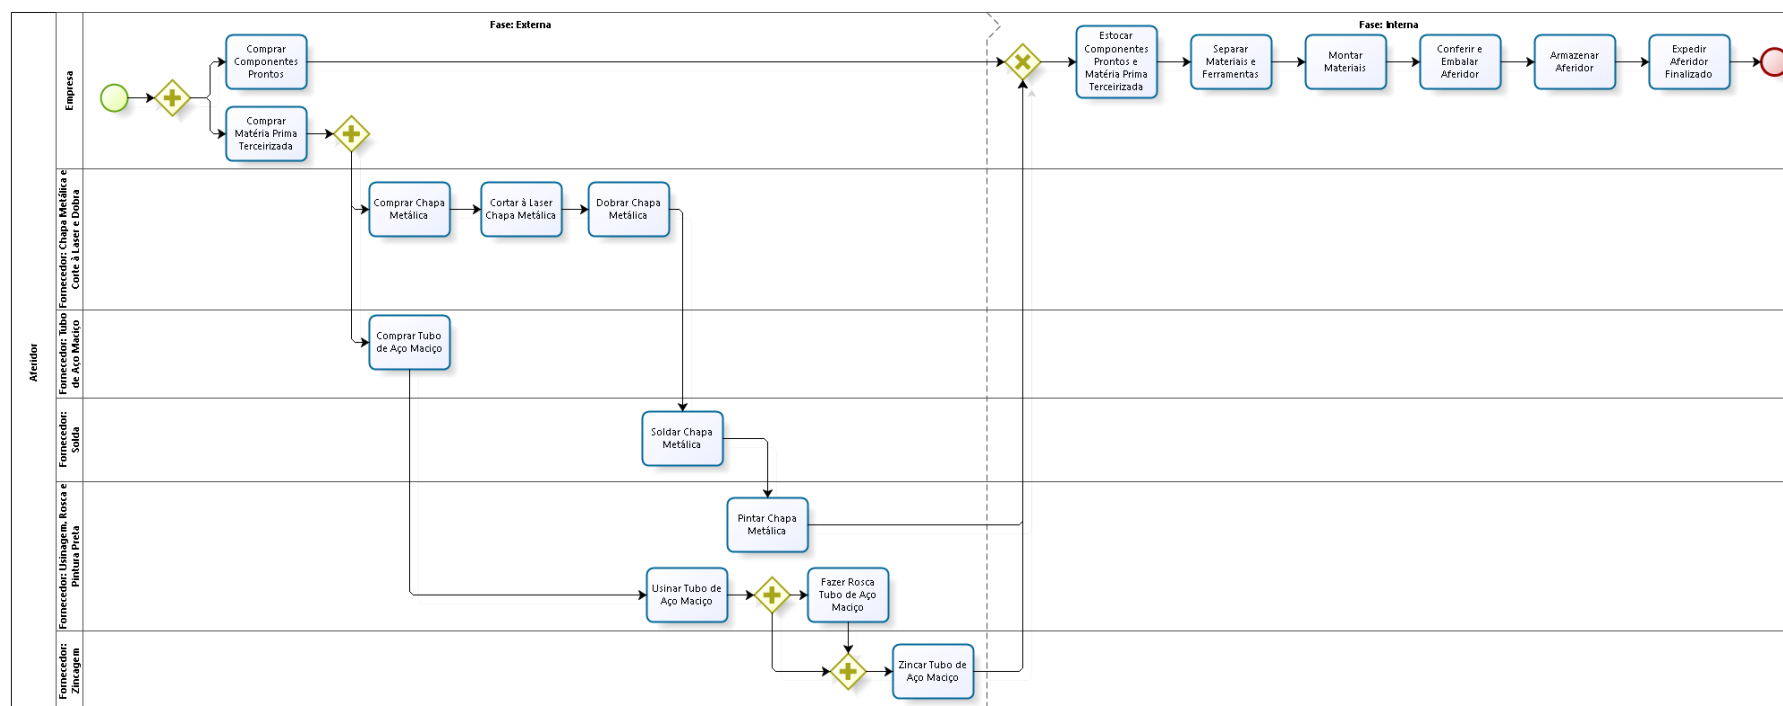 Fase: Externa
Fase: Interna
Aferidor
Empresa
Comprar
Componentes
Prontos
Comprar
Matéria Prima
Terceirizada
Estocar
Componentes
Prontos e
Matéria Prima
Terceirizada
Separar
Materiais e
Ferramentas
Montar
Materiais
Conferir e
Embalar
Aferidor
Armazenar
Aferidor
Expedir
Aferidor
Finalizado
Fornecedor: Chapa Metálica e
Corte à Laser e Dobra
Comprar Chapa
Metálica
Cortar à Laser
Chapa Metálica
Dobrar Chapa
Metálica
Fornecedor: Tubo
de Aço Maciço
Comprar Tubo
de Aço Maciço
Fornecedor:
Solda
Soldar Chapa
Metálica
Fornecedor: Usinagem, Rosca e
Pintura Preta
Pintar Chapa
Metálica
Usinar Tubo de
Aço Maciço
Fazer Rosca
Tubo de Aço
Maciço
Fornecedor:
Zincagem
Zincar Tubo de
Aço Maciço